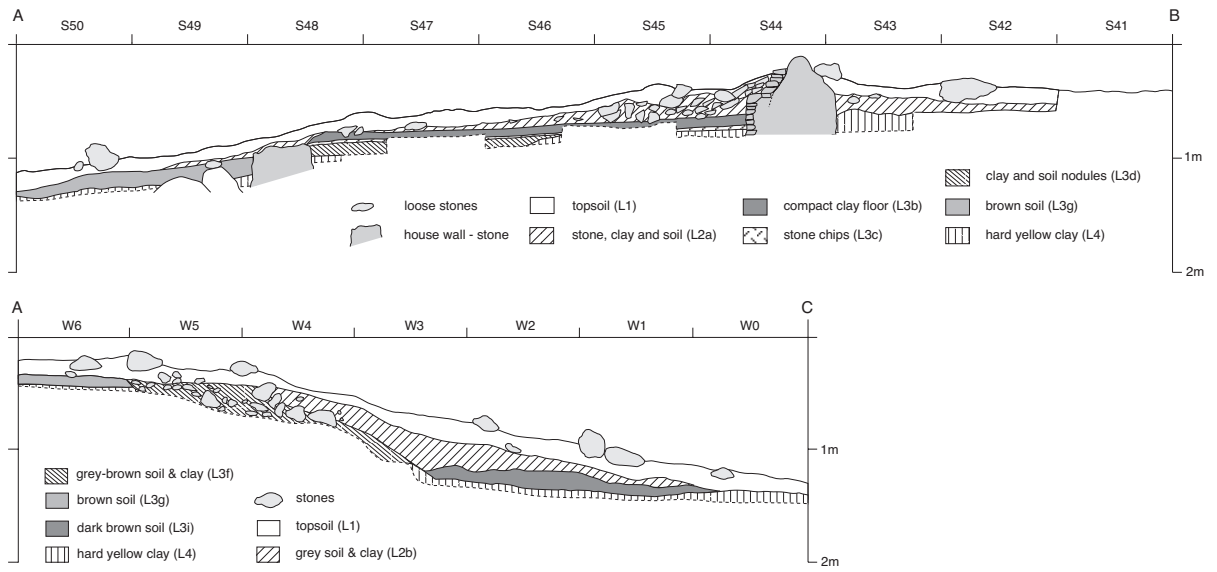 A B
S50 S49 S48 S47 S46 S45 S44 S43 S42 S41
1m
clay and soil nodules (L3d)
loose stones topsoil (L1) compact clay floor (L3b) brown soil (L3g)
house wall - stone stone, clay and soil (L2a) stone chips (L3c) hard yellow clay (L4)
2m
A C
W6 W5 W4 W3 W2 W1 W0
1m
grey-brown soil & clay (L3f)
brown soil (L3g) stones
dark brown soil (L3i) topsoil (L1)
hard yellow clay (L4) grey soil & clay (L2b)
2m